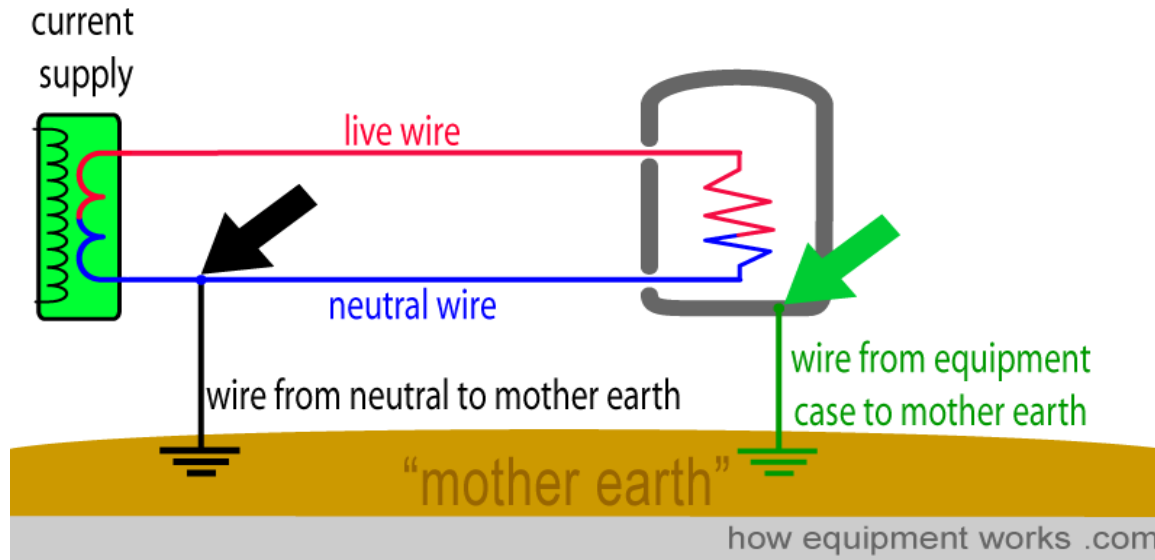 current
supply
live wire
neutral wire
wire from neutral to mother earth
wire from equipment
case to mother earth
“mother earth”
how equipment works .com